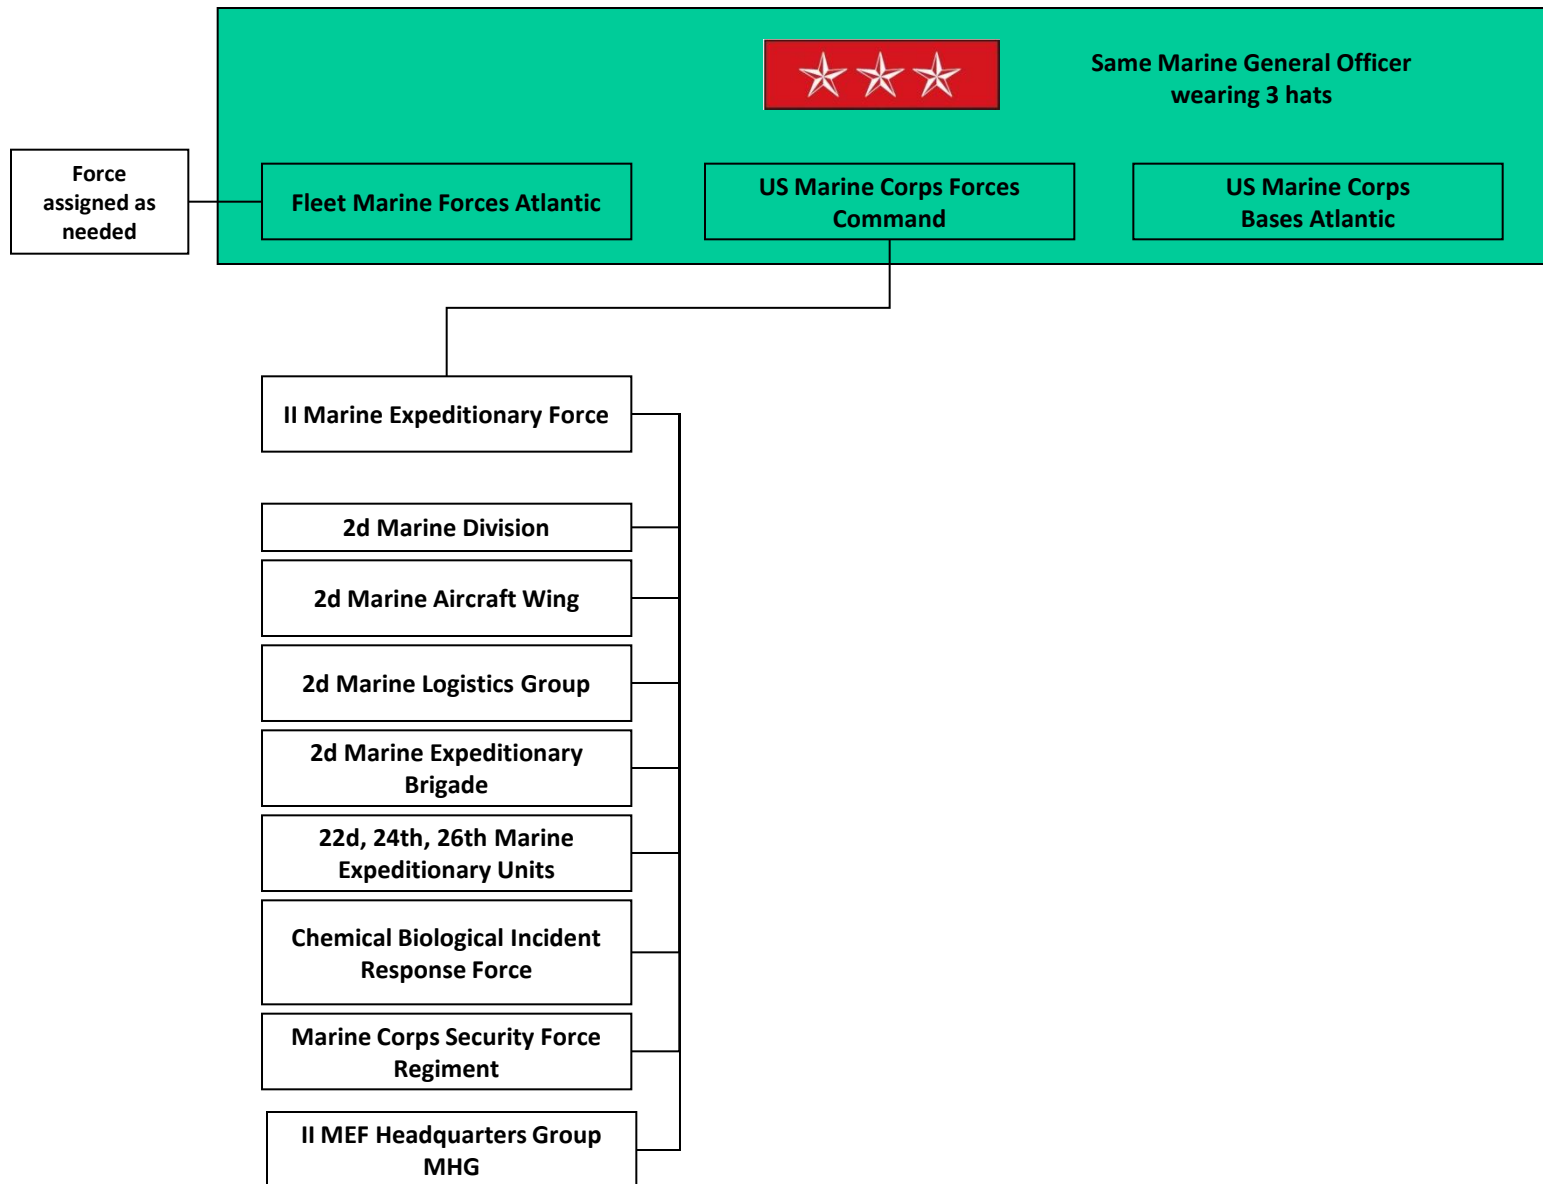 Same Marine General Officer
wearing 3 hats
Force
assigned as
needed
Fleet Marine Forces Atlantic
US Marine Corps Forces
Command
US Marine Corps
Bases Atlantic
II Marine Expeditionary Force
2d Marine Division
2d Marine Aircraft Wing
2d Marine Logistics Group
2d Marine Expeditionary
Brigade
22d, 24th, 26th Marine
Expeditionary Units
Chemical Biological Incident
Response Force
Marine Corps Security Force
Regiment
II MEF Headquarters Group
MHG